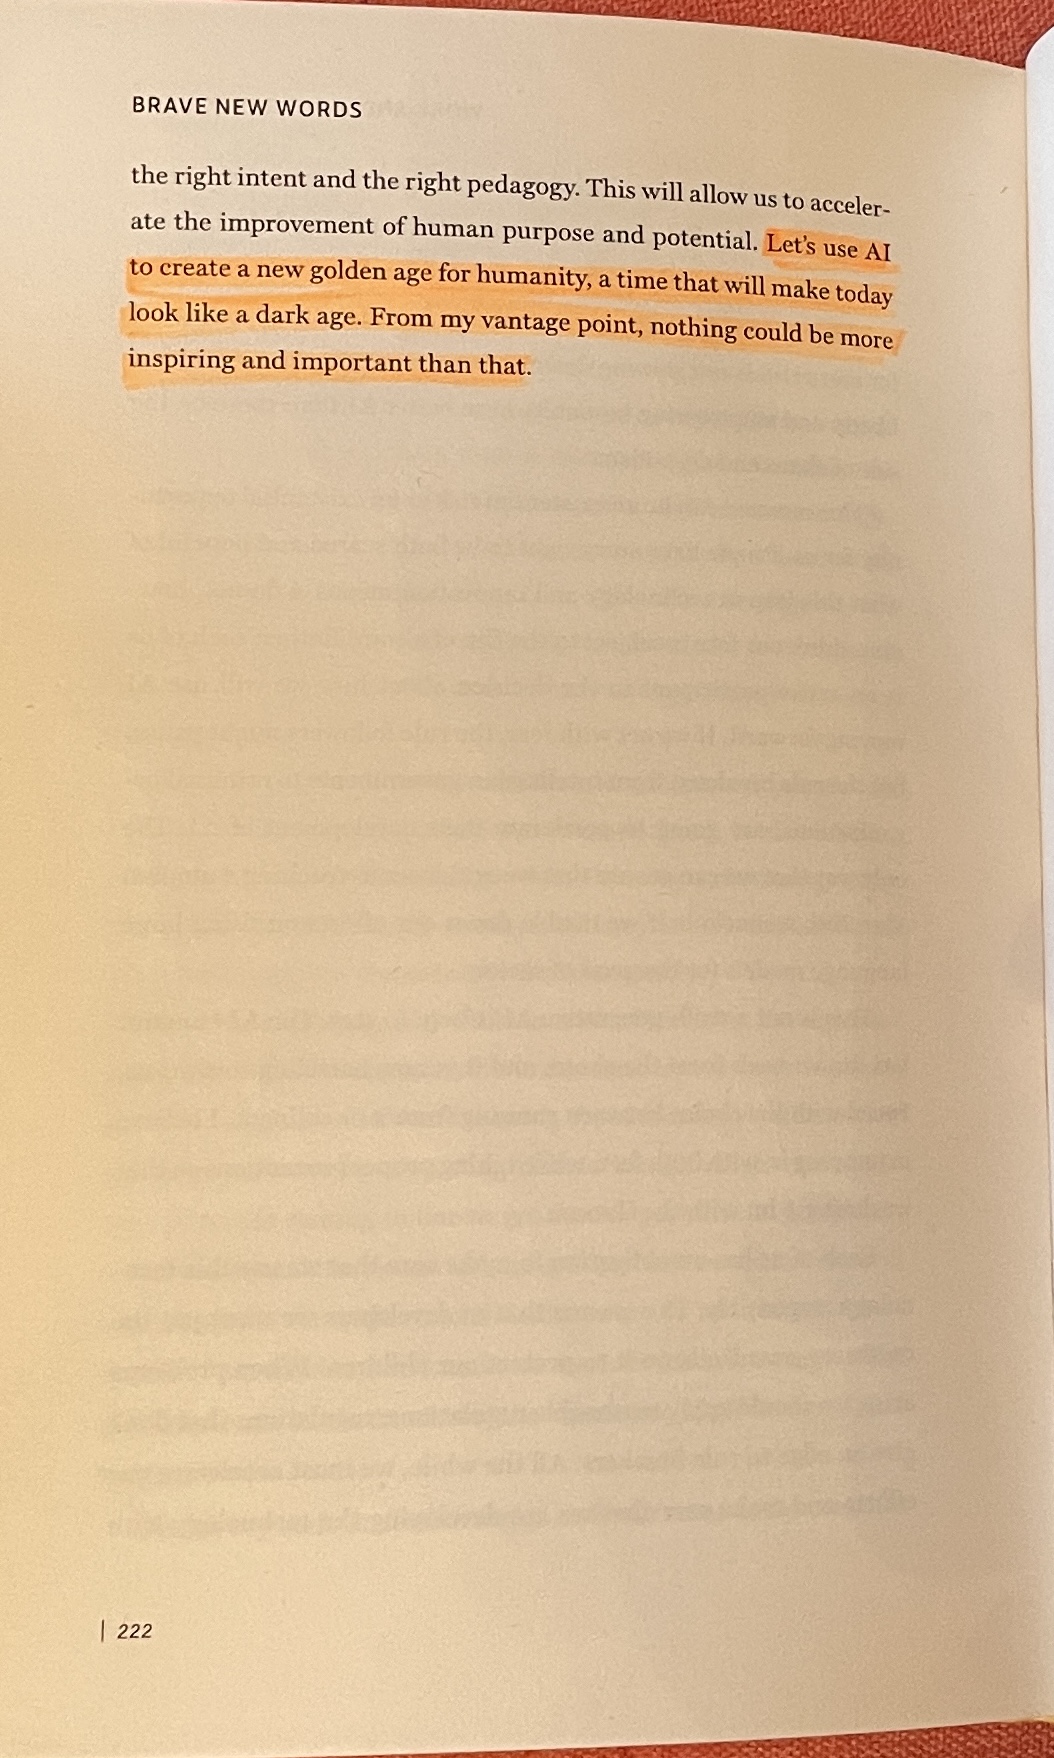 BRAVE NEW WORDS
the right intent and the right pedagogy. This will allow us to acceler-
ate the improvement of human purpose and potential. Let's use AI
to create a new golden age for humanity, a time that will make today
look like a dark age. From my vantage point, nothing could be more
inspiring and important than that.
| 222